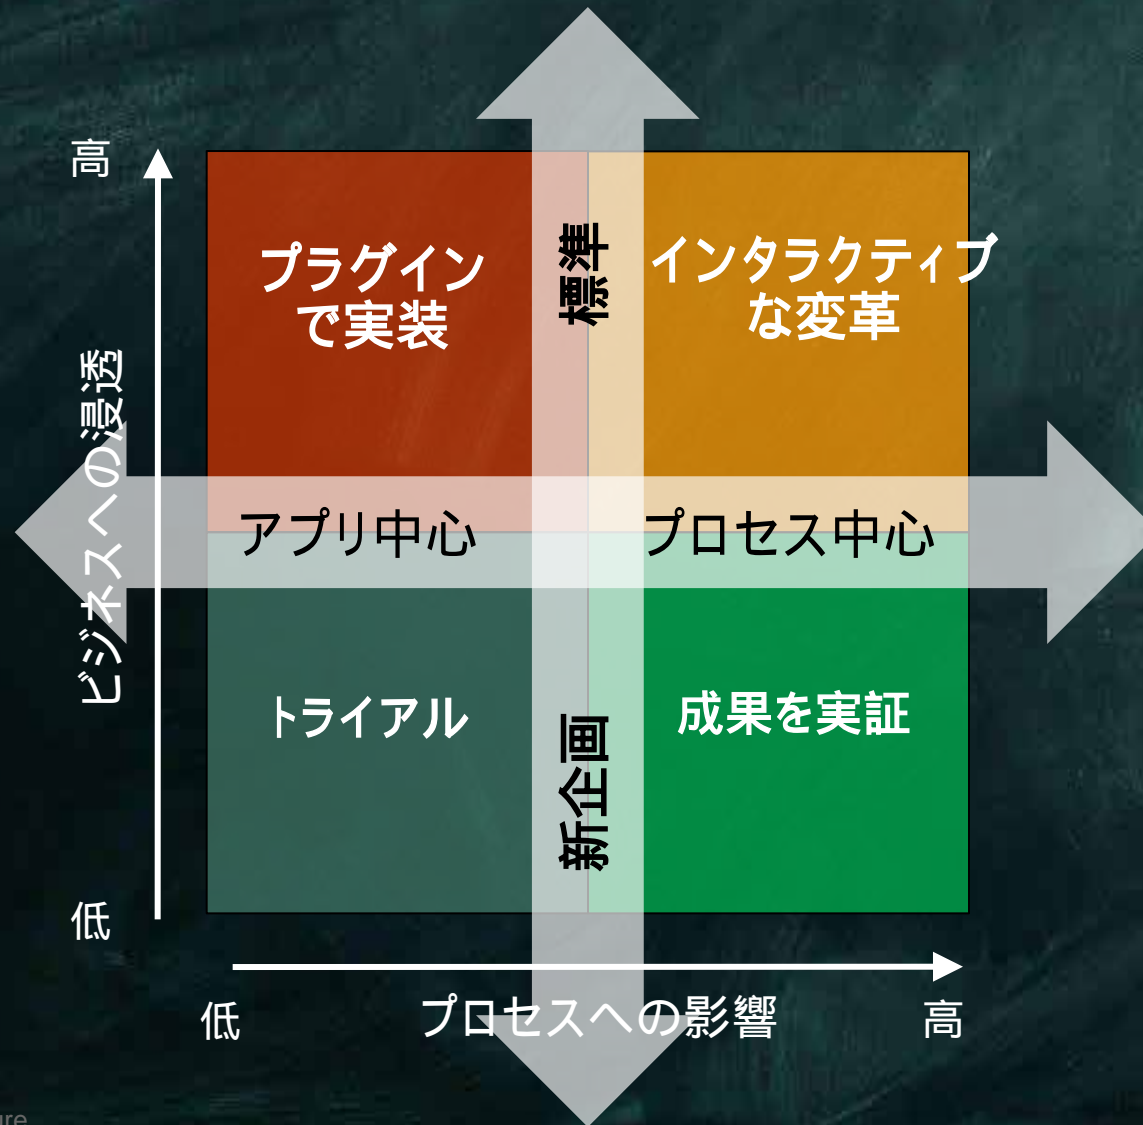 高
プラグイン
で実装
標準
インタラクティブ
な変革
ビジネスへの浸透
アプリ中心
プロセス中心
トライアル
新企画
成果を実証
低
低
プロセスへの影響
高